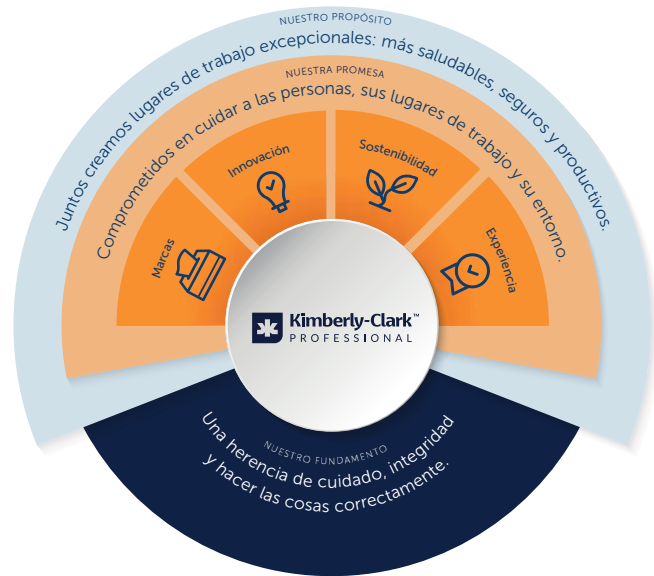 NUESTRO PROPÓSITO
Juntos creamos lugares de trabajo excepcionales: más saludables, seguros y productivos.
NUESTRA PROMESA
Comprometidos en cuidar a las personas, sus lugares de trabajo y su entorno.
Marcas
Innovación
Sostenibilidad
Experiencia
Kimberly-Clark™
PROFESSIONAL
NUESTRO FUNDAMENTO
Una herencia de cuidado, integridad
y hacer las cosas correctamente.